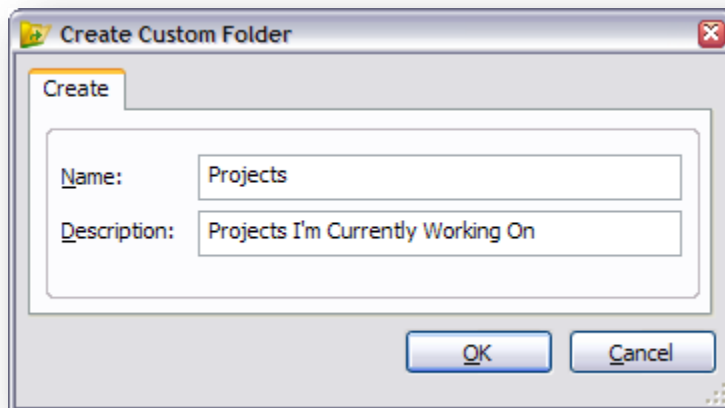 Create Custom Folder
Create
Name: Projects
Description: Projects I'm Currently Working On
OK Cancel